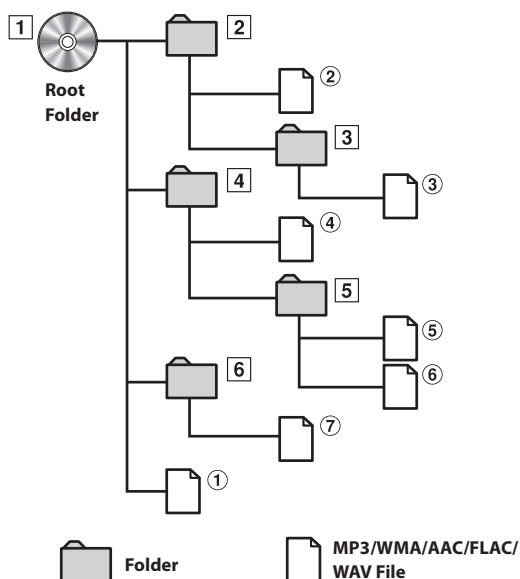 1
2
Root
Folder
②
3
③
4
④
5
⑤
⑥
6
⑦
①
Folder
MP3/WMA/AAC/FLAC/
WAV File